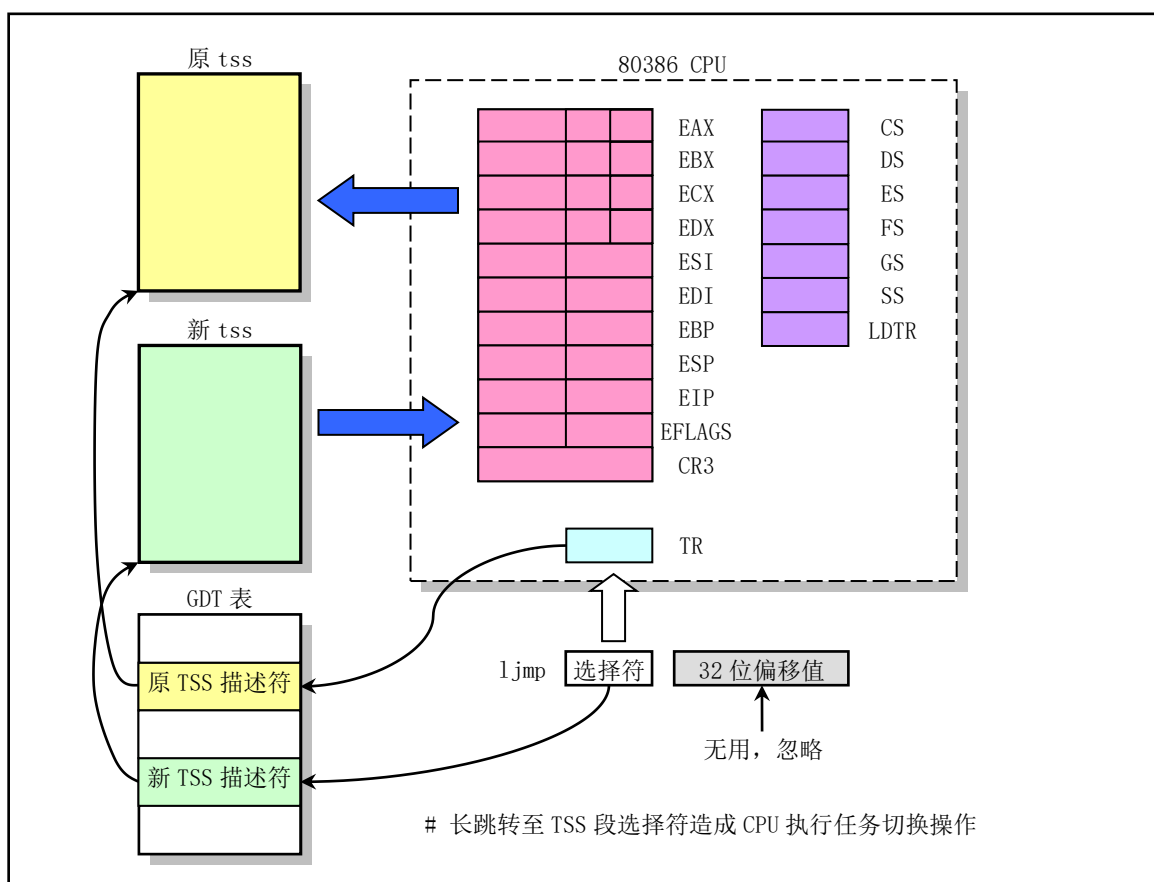 原 tss
80386 CPU
EAX
EBX
ECX
EDX
ESI
EDI
EBP
ESP
EIP
EFLAGS
CR3
CS
DS
ES
FS
GS
SS
LDTR
新 tss
TR
GDT 表
原 TSS 描述符
新 TSS 描述符
ljmp 选择符 32 位偏移值
无用，忽略
# 长跳转至 TSS 段选择符造成 CPU 执行任务切换操作